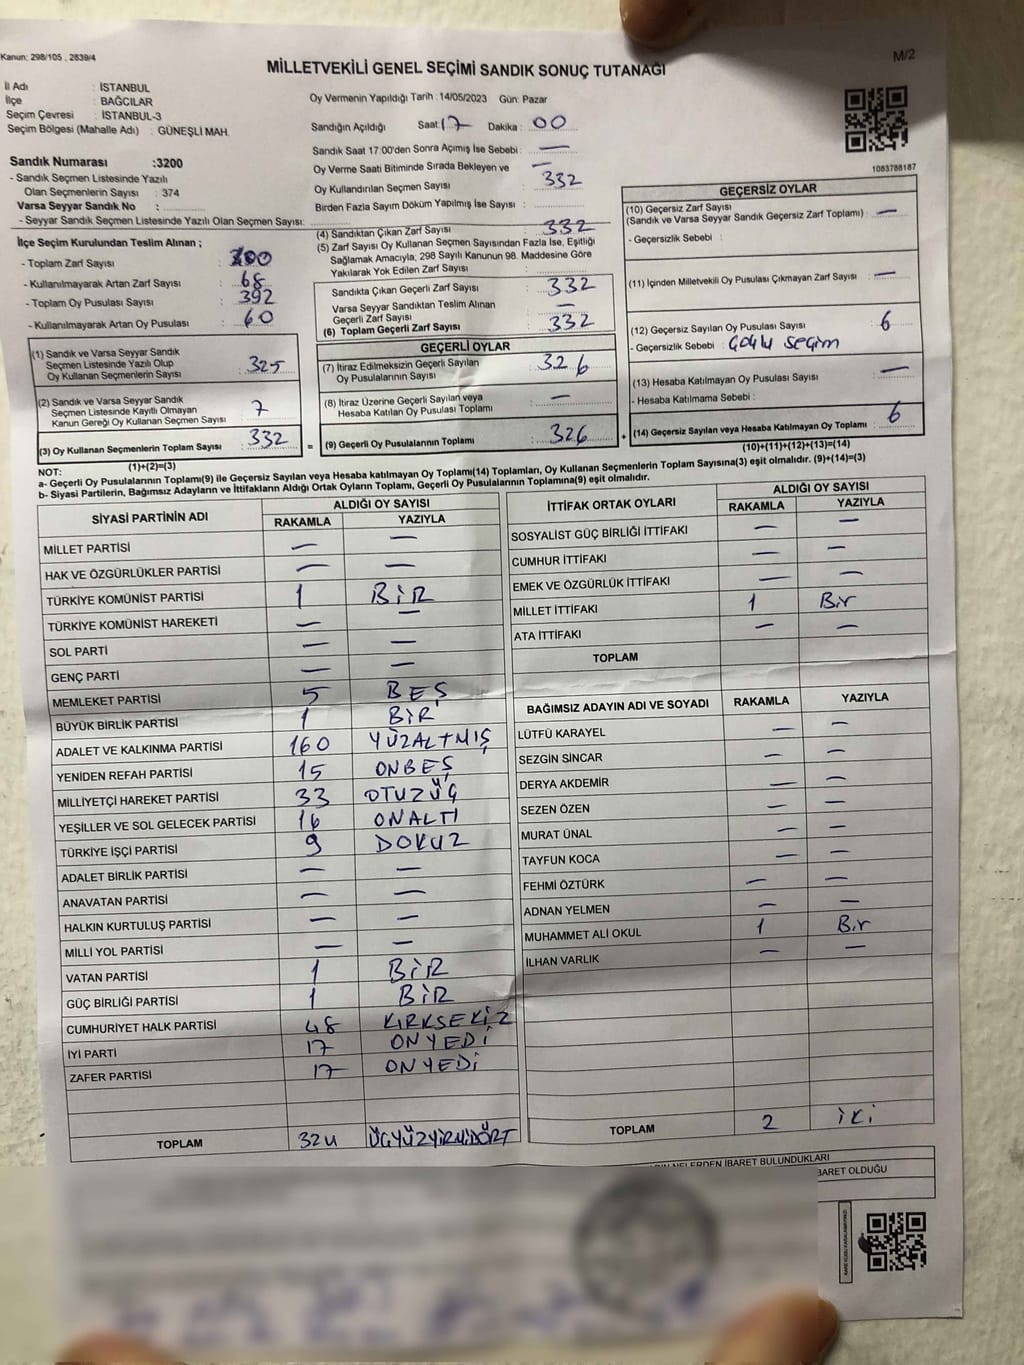 Kanun; 298/105 , 2839/4
M/2
MİLLETVEKİLİ GENEL SEÇİMİ SANDIK SONUÇ TUTANAĞI
İl Adı : İSTANBUL
İlçe : BAĞCILAR
Seçim Çevresi : İSTANBUL-3
Seçim Bölgesi (Mahalle Adı) : GÜNEŞLİ MAH.
Sandık Numarası :3200
- Sandık Seçmen Listesinde Yazılı
Olan Seçmenlerin Sayısı : 374
Varsa Seyyar Sandık No :
- Seyyar Sandık Seçmen Listesinde Yazılı Olan Seçmen Sayısı:
Oy Vermenin Yapıldığı Tarih : 14/05/2023 Gün: Pazar
Sandığın Açıldığı Saat: 17 Dakika : 00
Sandık Saat 17:00'den Sonra Açımış İse Sebebi : —
Oy Verme Saati Bitiminde Sırada Bekleyen ve —
Oy Kullandırılan Seçmen Sayısı : 332
Birden Fazla Sayım Döküm Yapılmış İse Sayısı :
1083788187
İlçe Seçim Kurulundan Teslim Alınan ;
- Toplam Zarf Sayısı : 400
- Kullanılmayarak Artan Zarf Sayısı : 68
- Toplam Oy Pusulası Sayısı : 392
- Kullanılmayarak Artan Oy Pusulası : 60
(4) Sandıktan Çıkan Zarf Sayısı : 332
(5) Zarf Sayısı Oy Kullanan Seçmen Sayısından Fazla İse, Eşitliği
Sağlamak Amacıyla, 298 Sayılı Kanunun 98. Maddesine Göre
Yakılarak Yok Edilen Zarf Sayısı :
Sandıkta Çıkan Geçerli Zarf Sayısı : 332
Varsa Seyyar Sandıktan Teslim Alınan
Geçerli Zarf Sayısı : —
(6) Toplam Geçerli Zarf Sayısı : 332
GEÇERSİZ OYLAR
(10) Geçersiz Zarf Sayısı : —
(Sandık ve Varsa Seyyar Sandık Geçersiz Zarf Toplamı)
- Geçersizlik Sebebi :
(11) İçinden Milletvekili Oy Pusulası Çıkmayan Zarf Sayısı : —
(12) Geçersiz Sayılan Oy Pusulası Sayısı : 6
- Geçersizlik Sebebi : Çoğlu seçim
(13) Hesaba Katılmayan Oy Pusulası Sayısı : —
- Hesaba Katılmama Sebebi :
(14) Geçersiz Sayılan veya Hesaba Katılmayan Oy Toplamı : 6
(10)+(11)+(12)+(13)=(14)
(1) Sandık ve Varsa Seyyar Sandık
Seçmen Listesinde Yazılı Olup
Oy Kullanan Seçmenlerin Sayısı : 325
(2) Sandık ve Varsa Seyyar Sandık
Seçmen Listesinde Kayıtlı Olmayan
Kanun Gereği Oy Kullanan Seçmen Sayısı : 7
(3) Oy Kullanan Seçmenlerin Toplam Sayısı : 332
(1)+(2)=(3)
GEÇERLİ OYLAR
(7) İtiraz Edilmeksizin Geçerli Sayılan
Oy Pusulalarının Sayısı : 326
(8) İtiraz Üzerine Geçerli Sayılan veya
Hesaba Katılan Oy Pusulası Toplamı : —
= (9) Geçerli Oy Pusulalarının Toplamı : 326 +
NOT:
a- Geçerli Oy Pusulalarının Toplamı(9) ile Geçersiz Sayılan veya Hesaba katılmayan Oy Toplamı(14) Toplamları, Oy Kullanan Seçmenlerin Toplam Sayısına(3) eşit olmalıdır. (9)+(14)=(3)
b- Siyasi Partilerin, Bağımsız Adayların ve İttifakların Aldığı Ortak Oyların Toplamı, Geçerli Oy Pusulalarının Toplamına(9) eşit olmalıdır.
SİYASİ PARTİNİN ADI ALDIĞI OY SAYISI
RAKAMLA YAZIYLA
MİLLET PARTİSİ — —
HAK VE ÖZGÜRLÜKLER PARTİSİ — —
TÜRKİYE KOMÜNİST PARTİSİ 1 BİR
TÜRKİYE KOMÜNİST HAREKETİ — —
SOL PARTİ — —
GENÇ PARTİ — —
MEMLEKET PARTİSİ 5 BEŞ
BÜYÜK BİRLİK PARTİSİ 1 BİR
ADALET VE KALKINMA PARTİSİ 160 YÜZALTMIŞ
YENİDEN REFAH PARTİSİ 15 ONBEŞ
MİLLİYETÇİ HAREKET PARTİSİ 33 OTUZÜÇ
YEŞİLLER VE SOL GELECEK PARTİSİ 16 ONALTI
TÜRKİYE İŞÇİ PARTİSİ 9 DOKUZ
ADALET BİRLİK PARTİSİ — —
ANAVATAN PARTİSİ — —
HALKIN KURTULUŞ PARTİSİ — —
MİLLİ YOL PARTİSİ — —
VATAN PARTİSİ 1 BİR
GÜÇ BİRLİĞİ PARTİSİ 1 BİR
CUMHURİYET HALK PARTİSİ 48 KIRKSEKİZ
İYİ PARTİ 17 ONYEDİ
ZAFER PARTİSİ 17 ONYEDİ
TOPLAM 324 ÜÇYÜZYİRMİDÖRT
İTTİFAK ORTAK OYLARI ALDIĞI OY SAYISI
RAKAMLA YAZIYLA
SOSYALİST GÜÇ BİRLİĞİ İTTİFAKI — —
CUMHUR İTTİFAKI — —
EMEK VE ÖZGÜRLÜK İTTİFAKI — —
MİLLET İTTİFAKI 1 Bir
ATA İTTİFAKI — —
TOPLAM
BAĞIMSIZ ADAYIN ADI VE SOYADI RAKAMLA YAZIYLA
LÜTFÜ KARAYEL — —
SEZGİN SİNCAR — —
DERYA AKDEMİR — —
SEZEN ÖZEN — —
MURAT ÜNAL — —
TAYFUN KOCA — —
FEHMİ ÖZTÜRK — —
ADNAN YELMEN — —
MUHAMMET ALİ OKUL 1 Bir
İLHAN VARLIK — —
TOPLAM 2 iki
NELERDEN İBARET BULUNDUKLARI
İBARET OLDUĞU